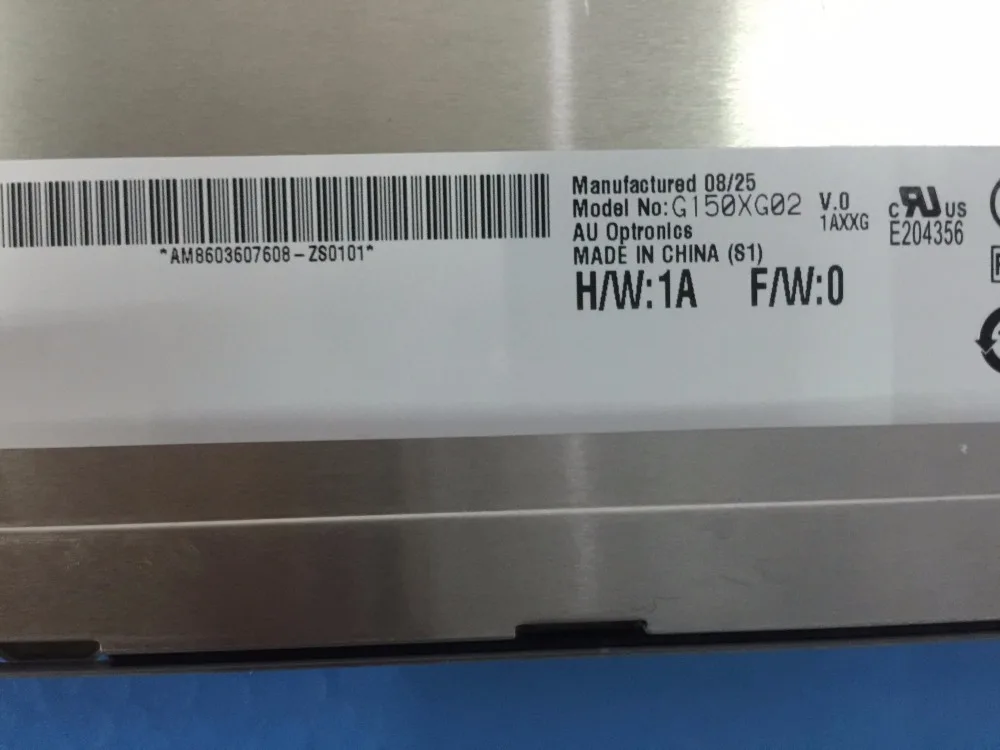 *AM8603607608-ZS0101*
Manufactured 08/25
Model No: G150XG02 V.0
1AXXG
AU Optronics
MADE IN CHINA (S1)
H/W:1A F/W:0
c RU US
E204356